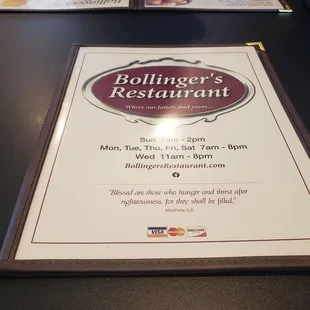 Bollinger's
Restaurant
Where our family feed yours...
Sun 7am - 2pm
Mon, Tue, Thu, Fri, Sat 7am - 8pm
Wed 11am - 8pm
BollingersRestaurant.com
"Blessed are those who hunger and thirst after
righteousness, for they shall be filled."
Matthew 5:6
VISA